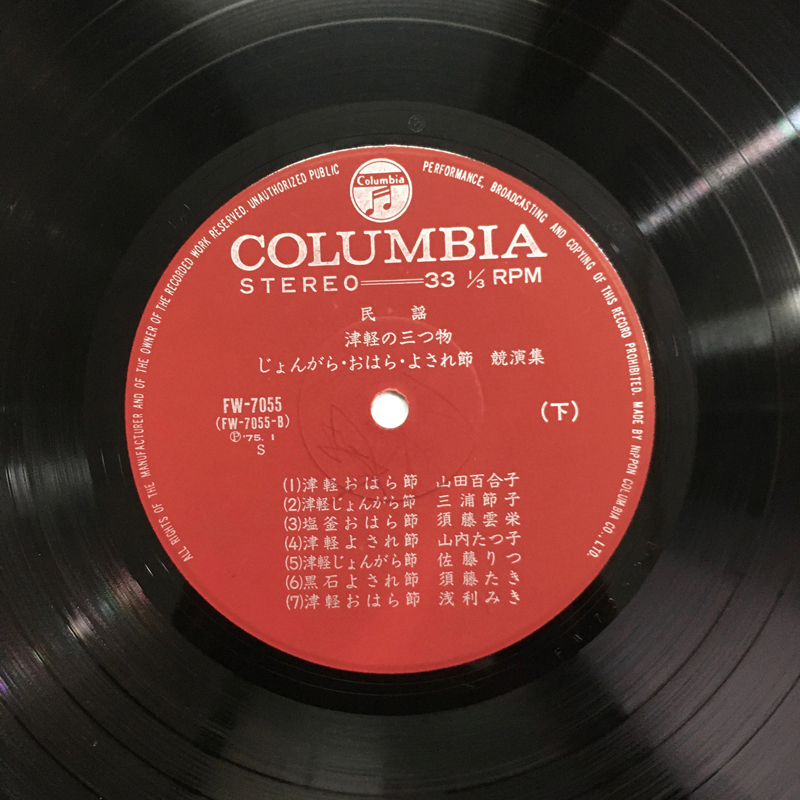 ALL RIGHTS OF THE MANUFACTURER AND OF THE OWNER OF THE RECORDED WORK RESERVED. UNAUTHORIZED PUBLIC PERFORMANCE, BROADCASTING AND COPYING OF THIS RECORD PROHIBITED. MADE BY NIPPON COLUMBIA CO., LTD.
Columbia
COLUMBIA
STEREO 33 1/3 RPM
民 謡
津軽の三つ物
じょんがら・おはら・よされ節 競演集
FW-7055
(FW-7055-B)
Ⓟ '75. 1
S
(下)
(1)津軽おはら節 山田百合子
(2)津軽じょんがら節 三浦節子
(3)塩釜おはら節 須藤雲栄
(4)津軽よされ節 山内たつ子
(5)津軽じょんがら節 佐藤りつ
(6)黒石よされ節 須藤たき
(7)津軽おはら節 浅利みき